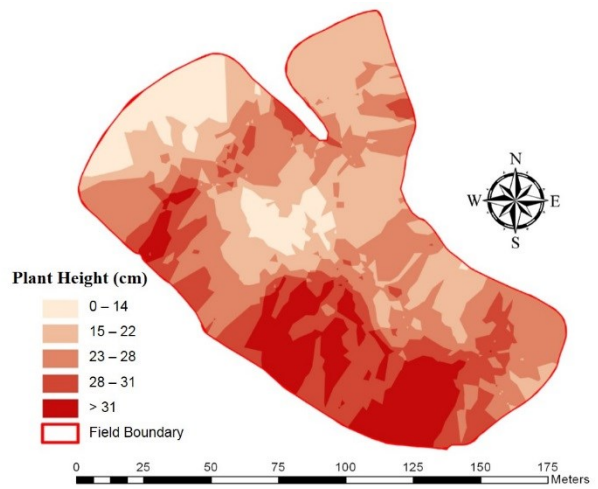 N
W E
S
Plant Height (cm)
0 – 14
15 – 22
23 – 28
28 – 31
> 31
Field Boundary
0 25 50 75 100 125 150 175
Meters